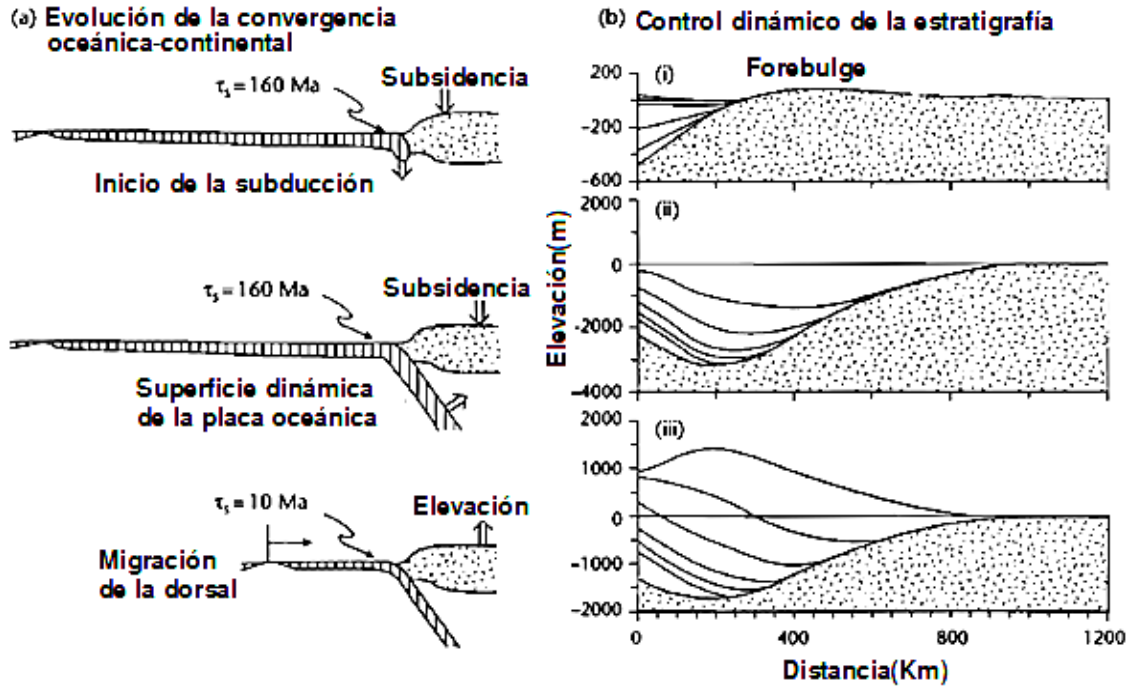 (a) Evolución de la convergencia
oceánica-continental
τs = 160 Ma
Subsidencia
Inicio de la subducción
τs = 160 Ma
Subsidencia
Superficie dinámica
de la placa oceánica
τs = 10 Ma
Elevación
Migración
de la dorsal
(b) Control dinámico de la estratigrafía
(i)
Forebulge
200
0
-200
-600
(ii)
2000
0
-2000
-4000
(iii)
1000
0
-1000
-2000
Elevación(m)
0
400
800
1200
Distancia(Km)